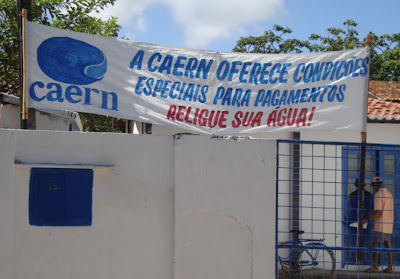 caern
A CAERN OFERECE CONDIÇÕES
ESPECIAIS PARA PAGAMENTOS
RELIGUE SUA ÁGUA!